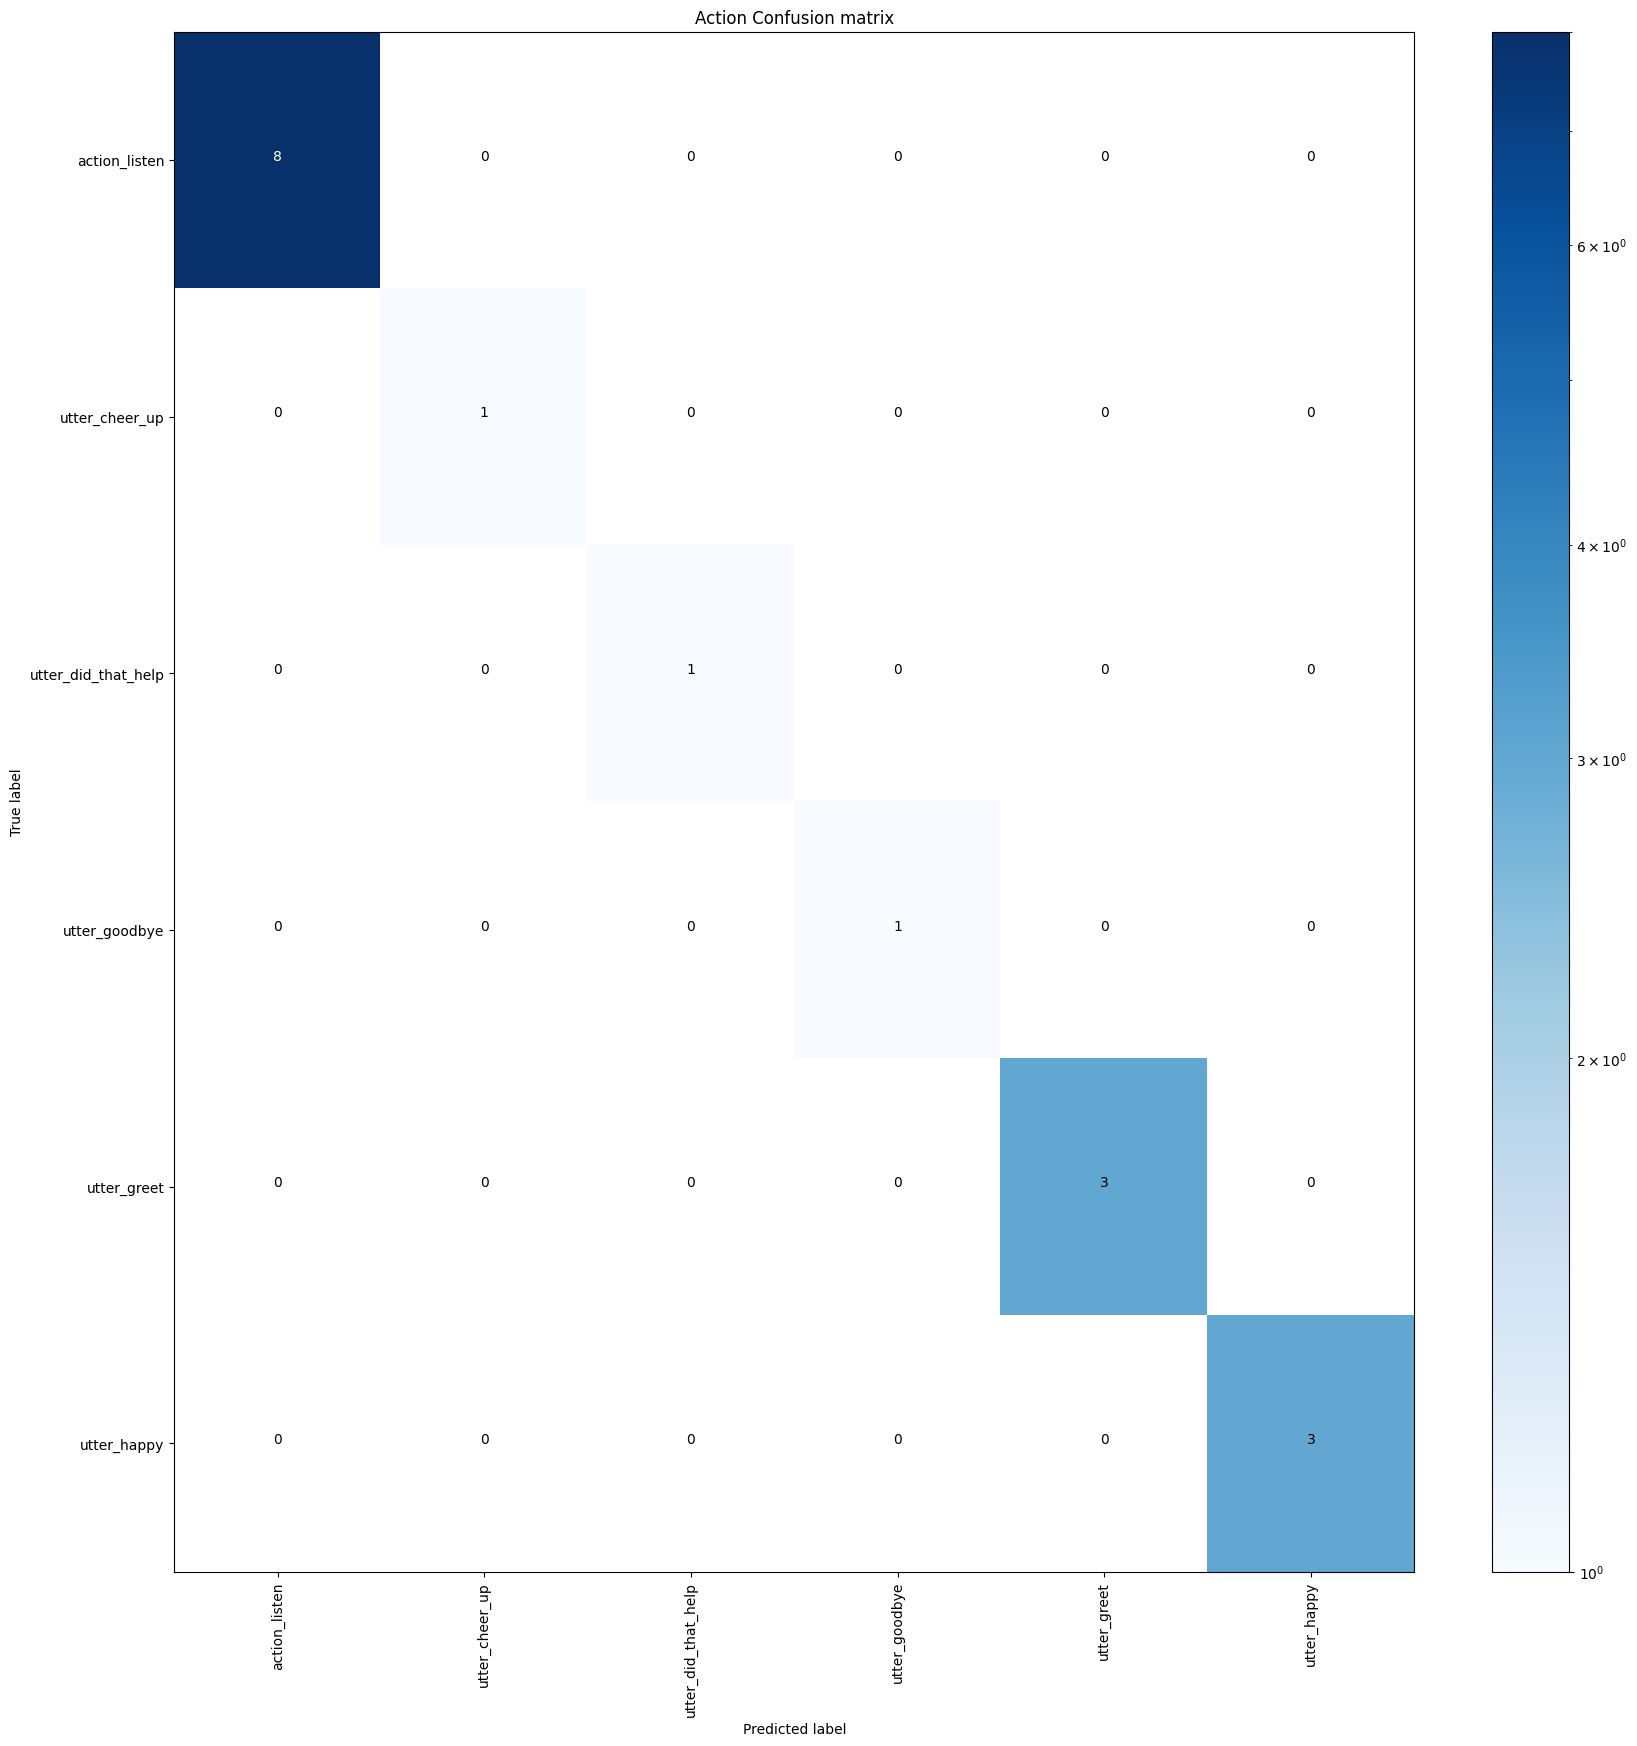 Action Confusion matrix
True label
action_listen
utter_cheer_up
utter_did_that_help
utter_goodbye
utter_greet
utter_happy
8 0 0 0 0 0
0 1 0 0 0 0
0 0 1 0 0 0
0 0 0 1 0 0
0 0 0 0 3 0
0 0 0 0 0 3
action_listen
utter_cheer_up
utter_did_that_help
utter_goodbye
utter_greet
utter_happy
Predicted label
6 × 10⁰
4 × 10⁰
3 × 10⁰
2 × 10⁰
10⁰